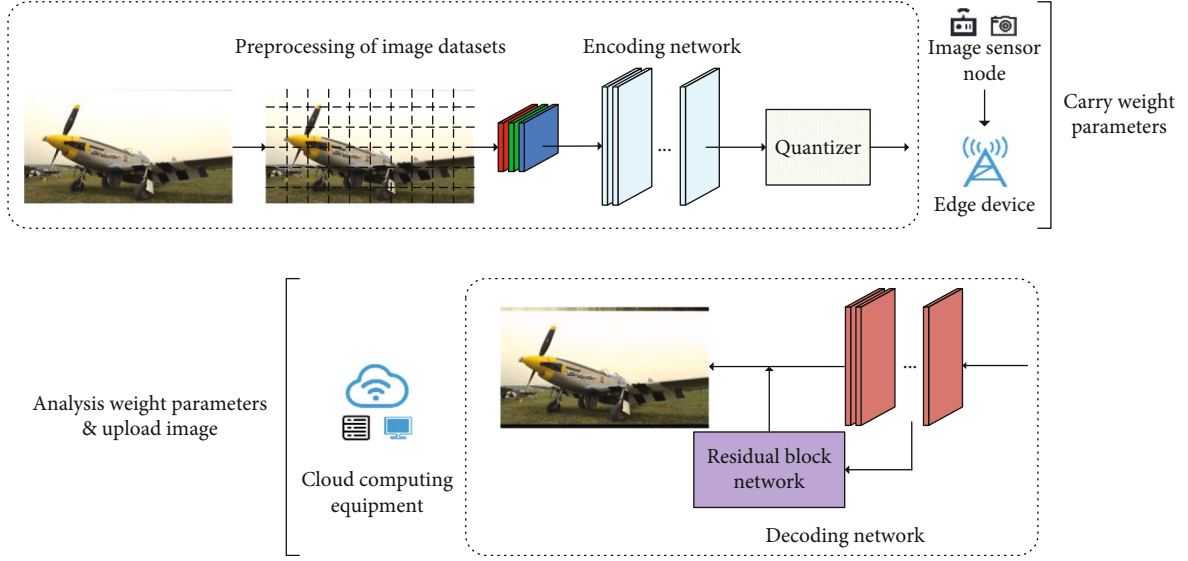 Preprocessing of image datasets
Encoding network
Image sensor
node
Carry weight
parameters
...
Quantizer
Edge device
Analysis weight parameters
& upload image
Cloud computing
equipment
...
Residual block
network
Decoding network